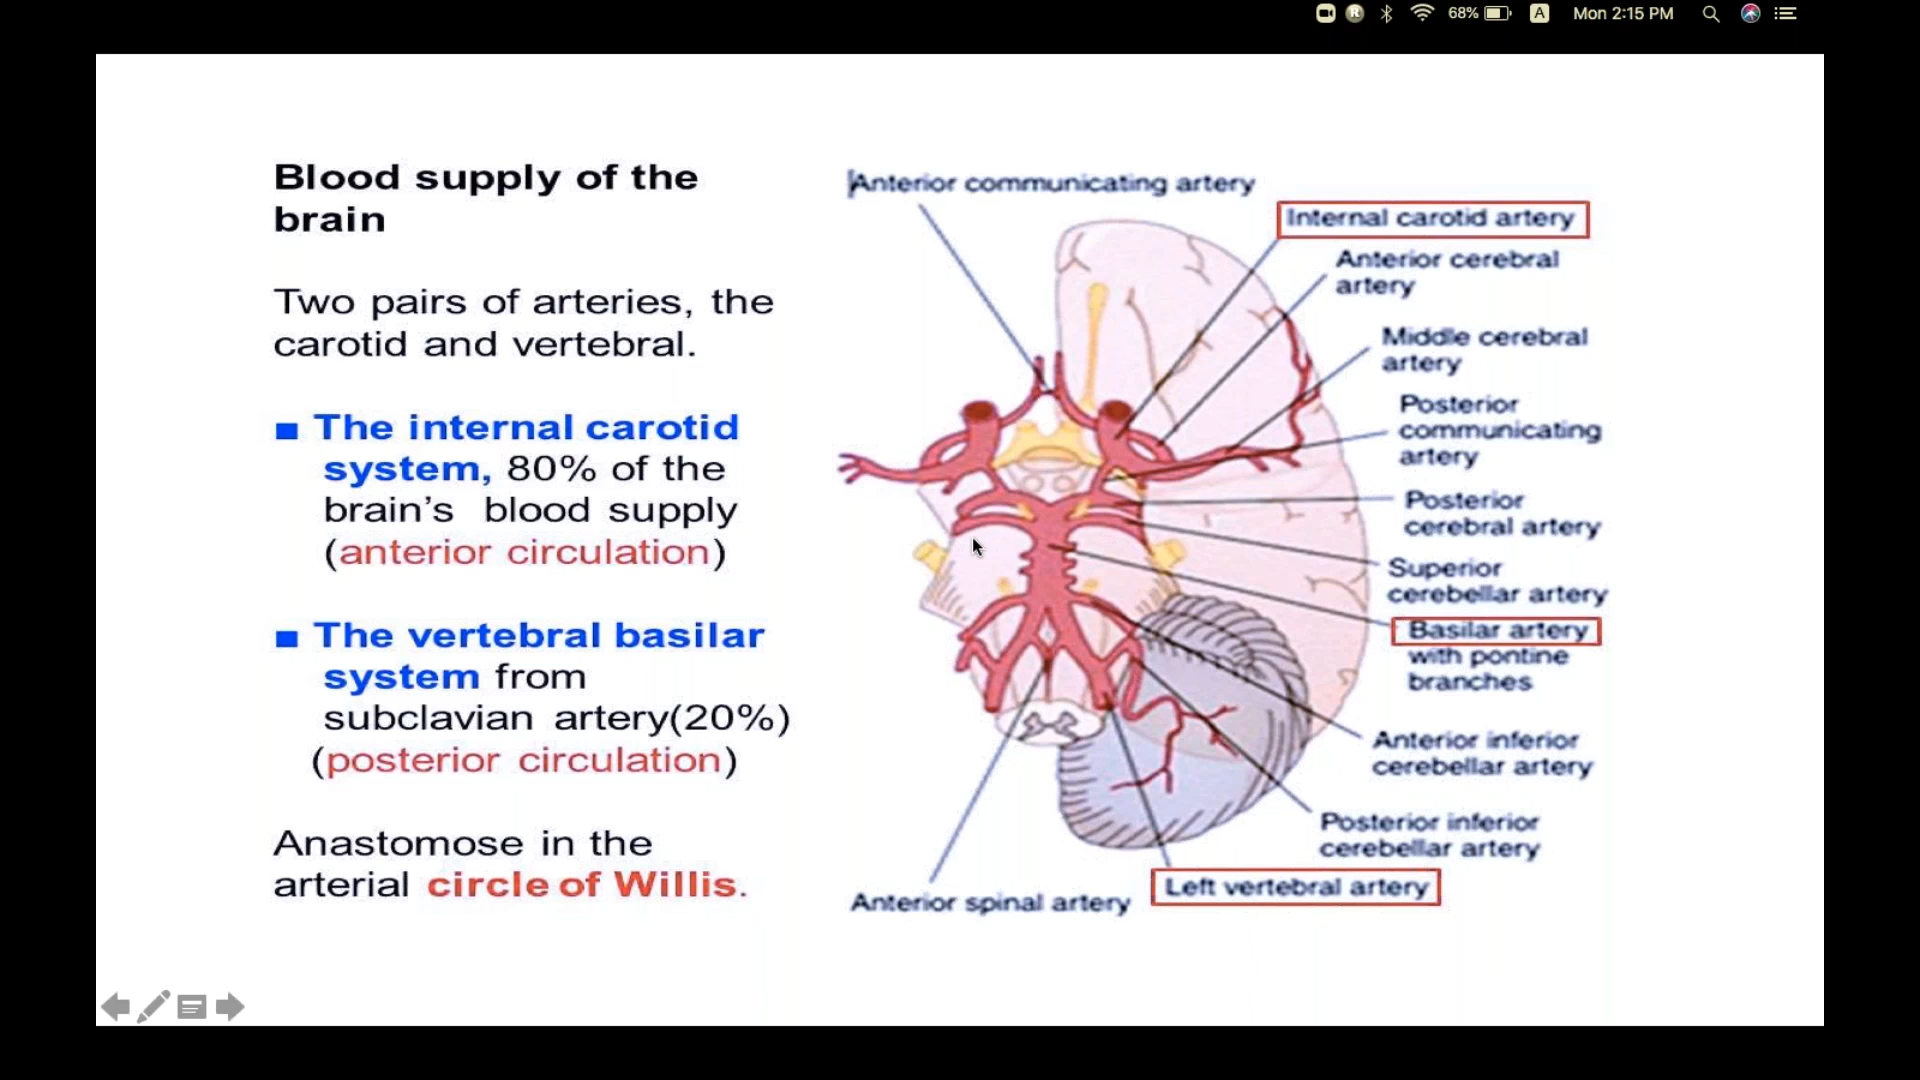 68%
A
Mon 2:15 PM
Blood supply of the
brain
Two pairs of arteries, the
carotid and vertebral.
The internal carotid
system, 80% of the
brain’s blood supply
(anterior circulation)
The vertebral basilar
system from
subclavian artery(20%)
(posterior circulation)
Anastomose in the
arterial circle of Willis.
Anterior communicating artery
Internal carotid artery
Anterior cerebral
artery
Middle cerebral
artery
Posterior
communicating
artery
Posterior
cerebral artery
Superior
cerebellar artery
Basilar artery
with pontine
branches
Anterior inferior
cerebellar artery
Posterior inferior
cerebellar artery
Left vertebral artery
Anterior spinal artery